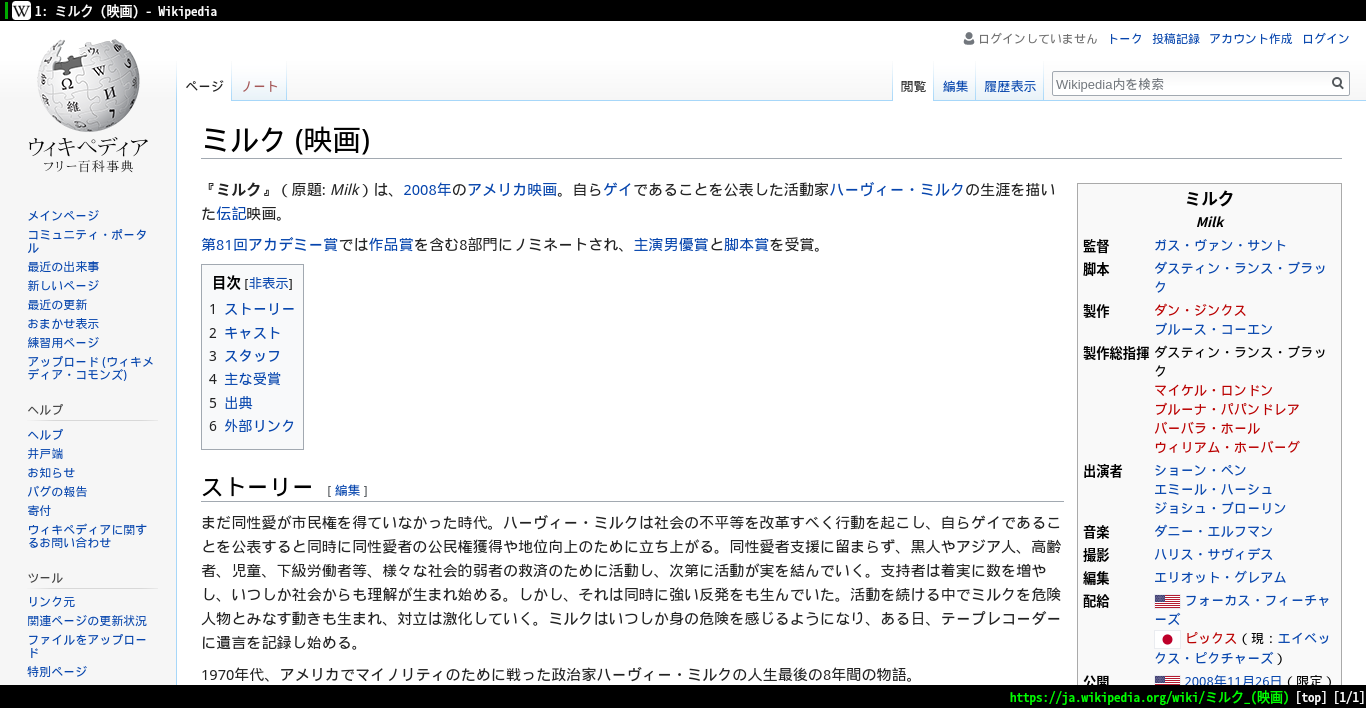 1: ミルク (映画) - Wikipedia
ログインしていません トーク 投稿記録 アカウント作成 ログイン
ページ ノート 閲覧 編集 履歴表示 Wikipedia内を検索
ウィキペディア
フリー百科事典
メインページ
コミュニティ・ポータ
ル
最近の出来事
新しいページ
最近の更新
おまかせ表示
練習用ページ
アップロード (ウィキメ
ディア・コモンズ)
ヘルプ
ヘルプ
井戸端
お知らせ
バグの報告
寄付
ウィキペディアに関す
るお問い合わせ
ツール
リンク元
関連ページの更新状況
ファイルをアップロー
ド
特別ページ
ミルク (映画)
『ミルク』（原題: Milk）は、2008年のアメリカ映画。自らゲイであることを公表した活動家ハーヴィー・ミルクの生涯を描い
た伝記映画。
第81回アカデミー賞では作品賞を含む8部門にノミネートされ、主演男優賞と脚本賞を受賞。
目次 [非表示]
1 ストーリー
2 キャスト
3 スタッフ
4 主な受賞
5 出典
6 外部リンク
ストーリー [ 編集 ]
まだ同性愛が市民権を得ていなかった時代。ハーヴィー・ミルクは社会の不平等を改革すべく行動を起こし、自らゲイであるこ
とを公表すると同時に同性愛者の公民権獲得や地位向上のために立ち上がる。同性愛者支援に留まらず、黒人やアジア人、高齢
者、児童、下級労働者等、様々な社会的弱者の救済のために活動し、次第に活動が実を結んでいく。支持者は着実に数を増や
し、いつしか社会からも理解が生まれ始める。しかし、それは同時に強い反発をも生んでいた。活動を続ける中でミルクを危険
人物とみなす動きも生まれ、対立は激化していく。ミルクはいつしか身の危険を感じるようになり、ある日、テープレコーダー
に遺言を記録し始める。
1970年代、アメリカでマイノリティのために戦った政治家ハーヴィー・ミルクの人生最後の8年間の物語。
ミルク
Milk
監督 ガス・ヴァン・サント
脚本 ダスティン・ランス・ブラッ
ク
製作 ダン・ジンクス
ブルース・コーエン
製作総指揮 ダスティン・ランス・ブラッ
ク
マイケル・ロンドン
ブルーナ・パパンドレア
バーバラ・ホール
ウィリアム・ホーバーグ
出演者 ショーン・ペン
エミール・ハーシュ
ジョシュ・ブローリン
音楽 ダニー・エルフマン
撮影 ハリス・サヴィデス
編集 エリオット・グレアム
配給 フォーカス・フィーチャ
ーズ
ピックス（現：エイベッ
クス・ピクチャーズ）
公開 2008年11月26日（限定）
https://ja.wikipedia.org/wiki/ミルク_(映画) [top] [1/1]